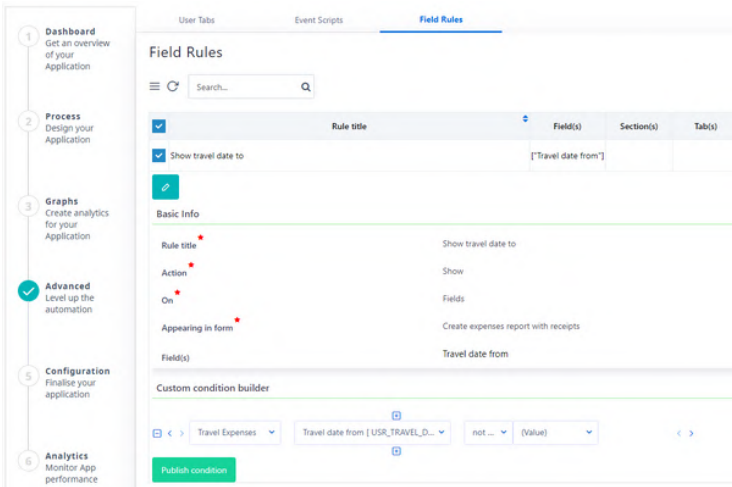 User Tabs Event Scripts Field Rules
1 Dashboard
Get an overview
of your
Application
2 Process
Design your
Application
3 Graphs
Create analytics
for your
Application
Advanced
Level up the
automation
5 Configuration
Finalise your
application
6 Analytics
Monitor App
performance
Field Rules
Search...
Rule title Field(s) Section(s) Tab(s)
Show travel date to ["Travel date from"]
Basic Info
Rule title * Show travel date to
Action * Show
On * Fields
Appearing in form * Create expenses report with receipts
Field(s) Travel date from
Custom condition builder
Travel Expenses Travel date from [ USR_TRAVEL_D... not ... (Value)
Publish condition